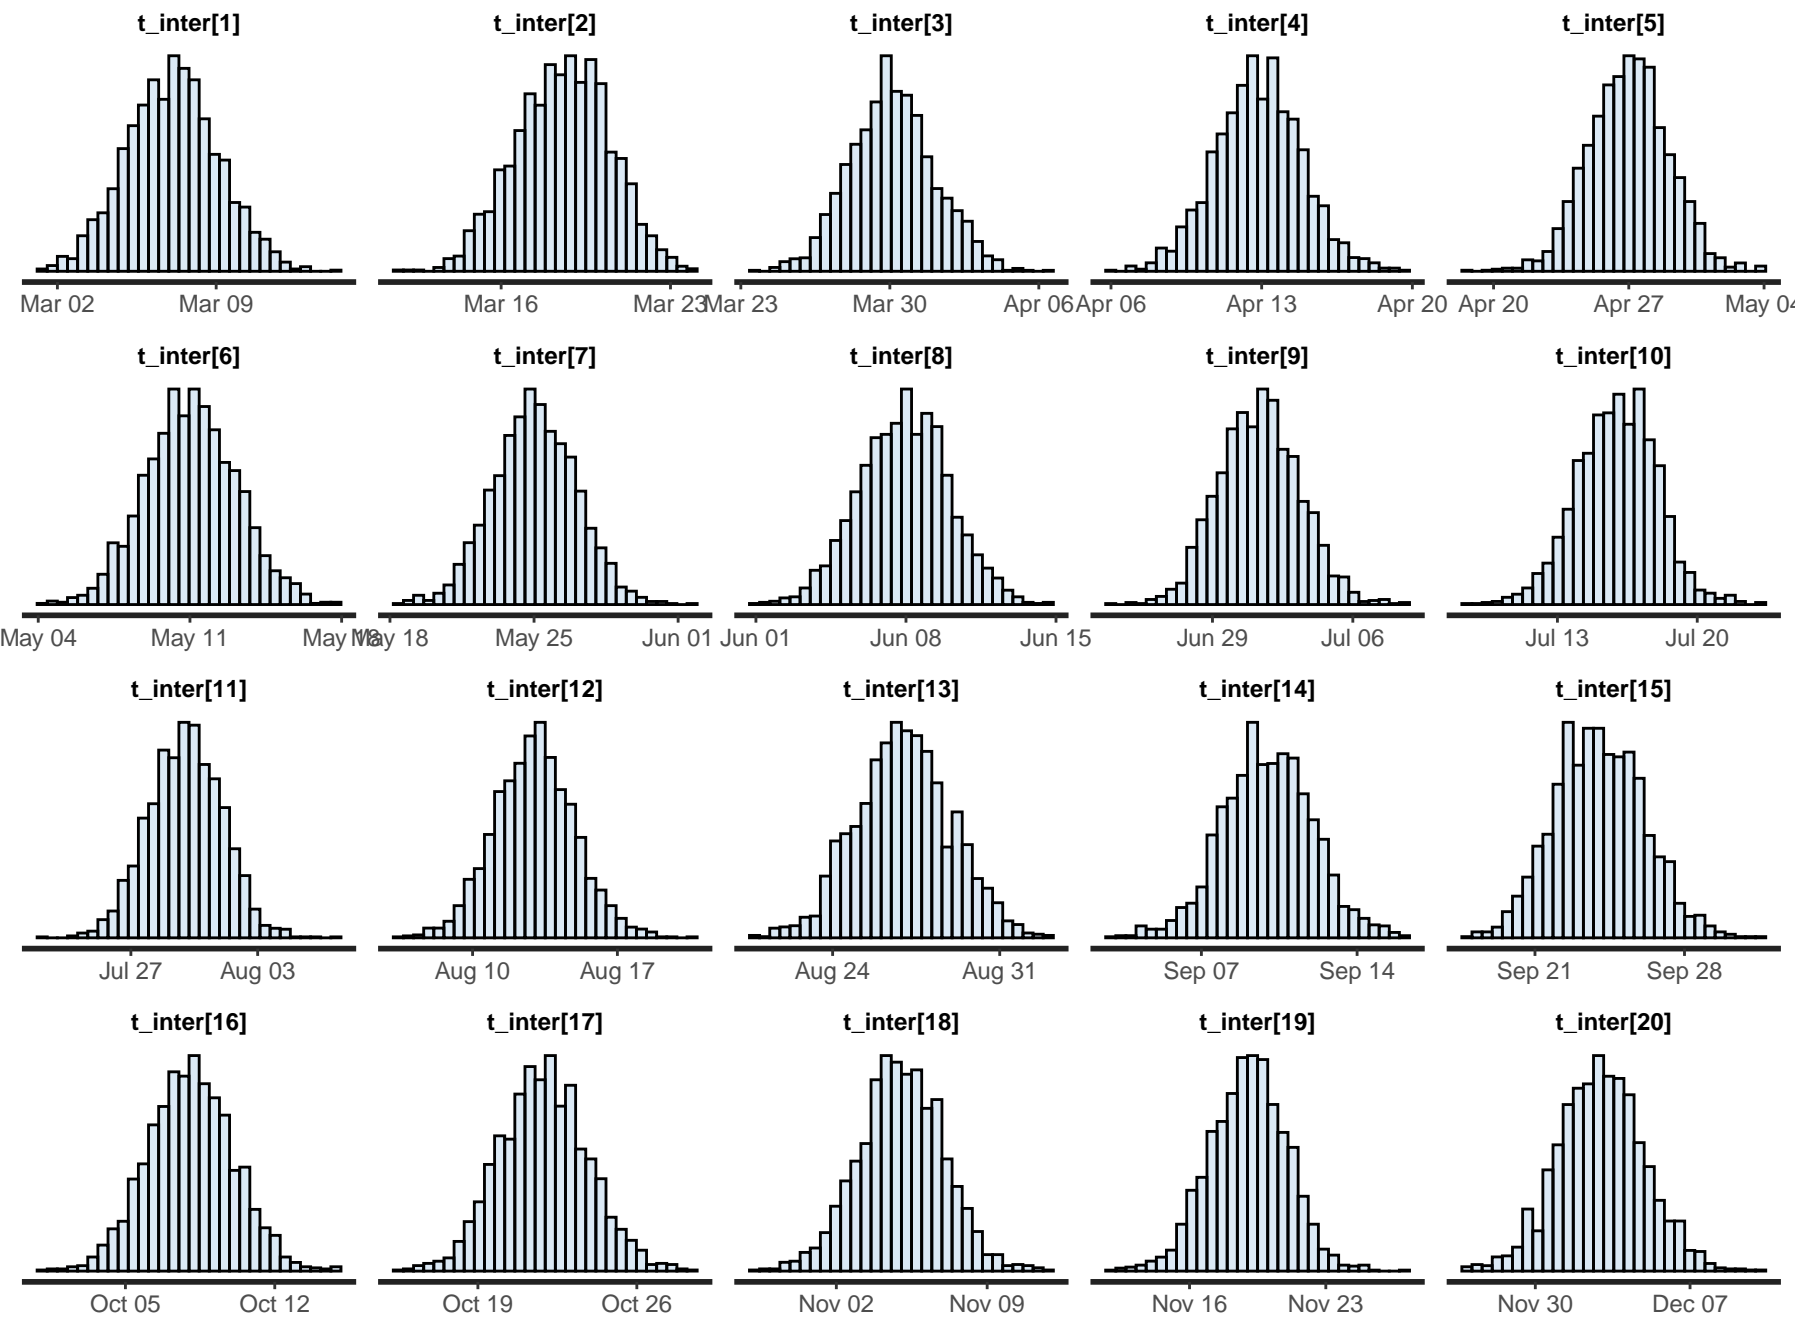 t_inter[1] t_inter[2] t_inter[3] t_inter[4] t_inter[5]
Mar 02 Mar 09 Mar 16 Mar 23 Mar 23 Mar 30 Apr 06 Apr 06 Apr 13 Apr 20 Apr 20 Apr 27 May 04
t_inter[6] t_inter[7] t_inter[8] t_inter[9] t_inter[10]
May 04 May 11 May 18 May 18 May 25 Jun 01 Jun 01 Jun 08 Jun 15 Jun 29 Jul 06 Jul 13 Jul 20
t_inter[11] t_inter[12] t_inter[13] t_inter[14] t_inter[15]
Jul 27 Aug 03 Aug 10 Aug 17 Aug 24 Aug 31 Sep 07 Sep 14 Sep 21 Sep 28
t_inter[16] t_inter[17] t_inter[18] t_inter[19] t_inter[20]
Oct 05 Oct 12 Oct 19 Oct 26 Nov 02 Nov 09 Nov 16 Nov 23 Nov 30 Dec 07